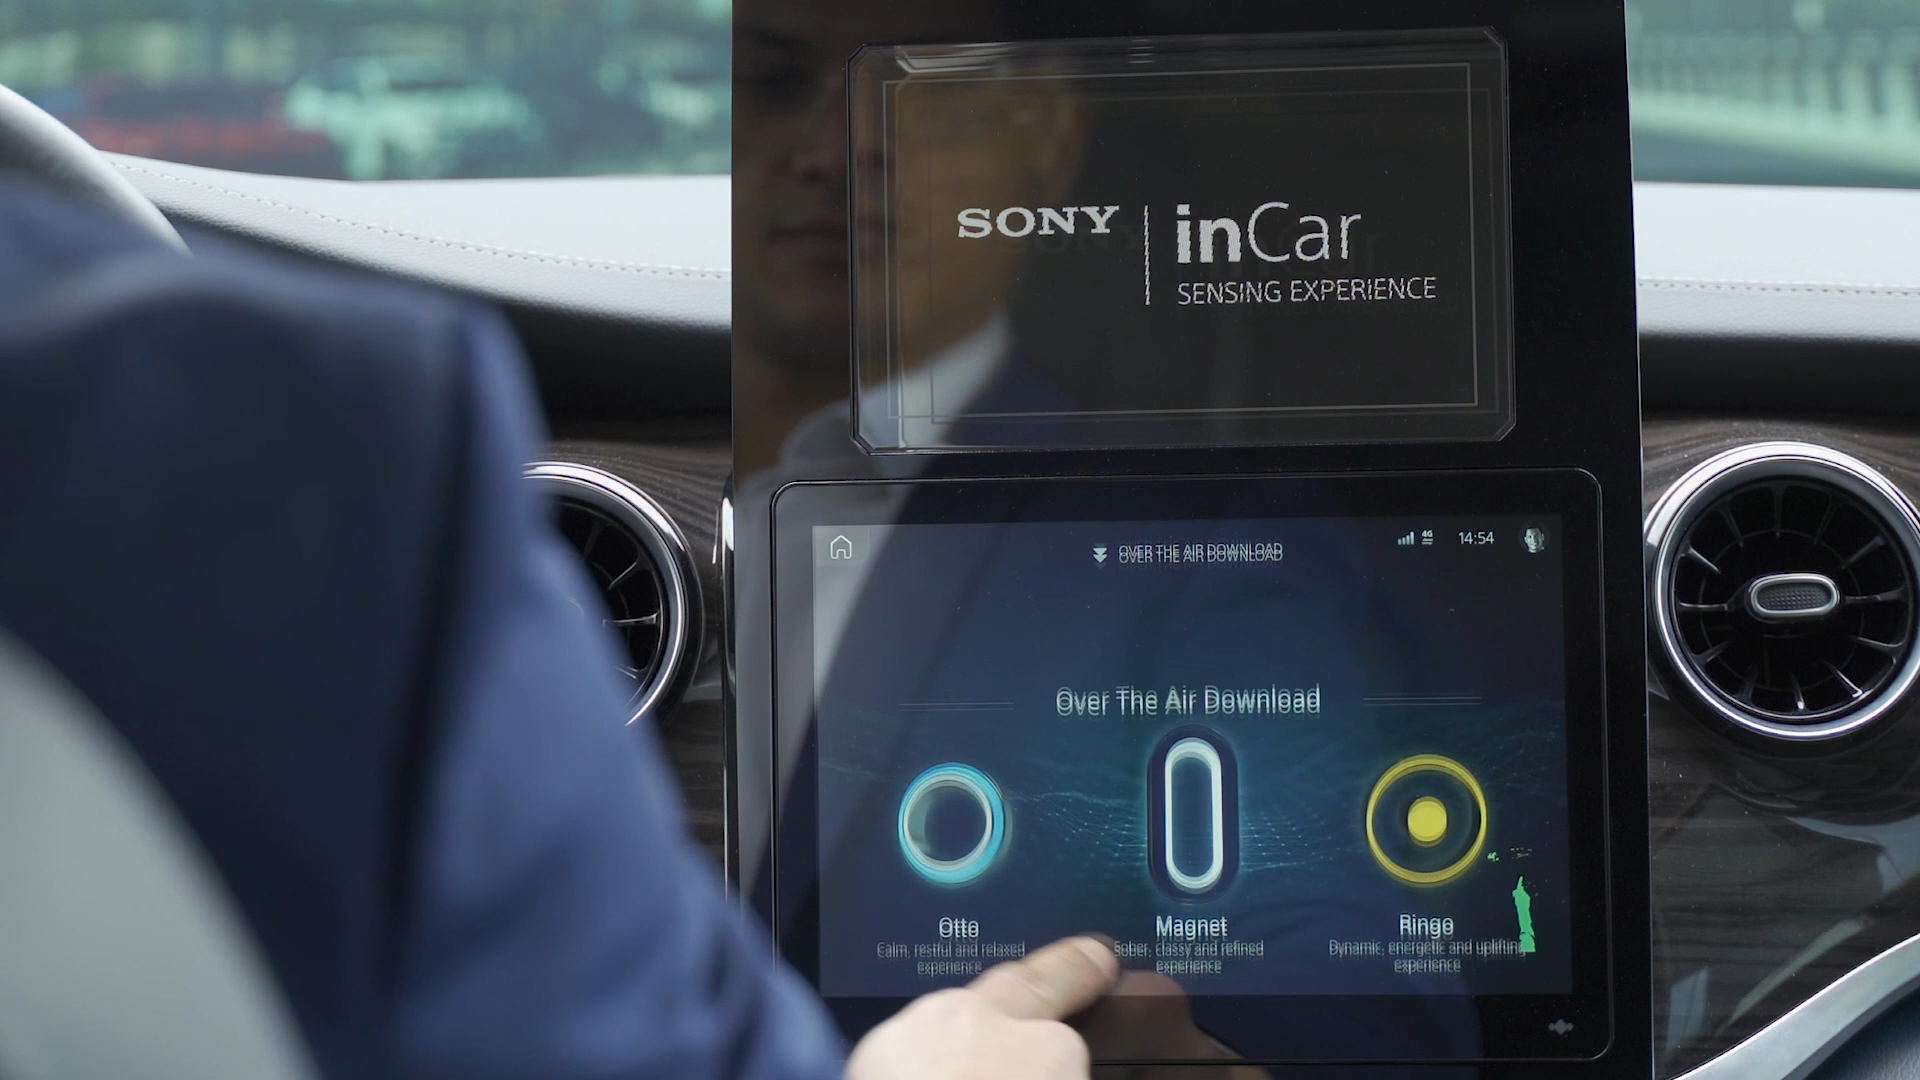 SONY
inCar
SENSING EXPERIENCE
OVER THE AIR DOWNLOAD
4G
14:54
Over The Air Download
Otto
Calm, restful and relaxed
experience
Magnet
Sober, classy and refined
experience
Ringo
Dynamic, energetic and uplifting
experience